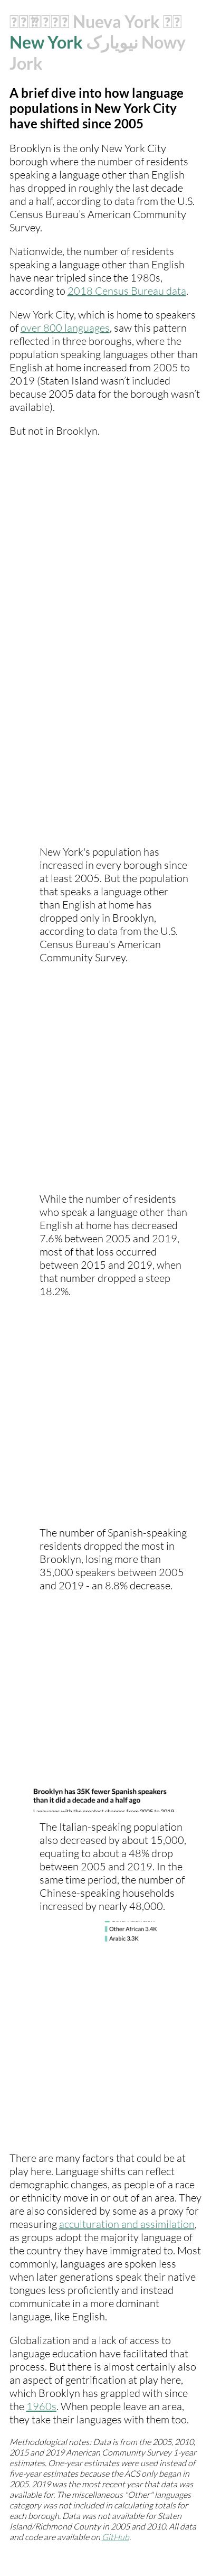 Nueva York
New York نیویارک Nowy
Jork
A brief dive into how language
populations in New York City
have shifted since 2005
Brooklyn is the only New York City
borough where the number of residents
speaking a language other than English
has dropped in roughly the last decade
and a half, according to data from the U.S.
Census Bureau's American Community
Survey.
Nationwide, the number of residents
speaking a language other than English
have near tripled since the 1980s,
according to 2018 Census Bureau data.
New York City, which is home to speakers
of over 800 languages, saw this pattern
reflected in three boroughs, where the
population speaking languages other than
English at home increased from 2005 to
2019 (Staten Island wasn't included
because 2005 data for the borough wasn't
available).
But not in Brooklyn.
New York's population has
increased in every borough since
at least 2005. But the population
that speaks a language other
than English at home has
dropped only in Brooklyn,
according to data from the U.S.
Census Bureau's American
Community Survey.
While the number of residents
who speak a language other than
English at home has decreased
7.6% between 2005 and 2019,
most of that loss occurred
between 2015 and 2019, when
that number dropped a steep
18.2%.
The number of Spanish-speaking
residents dropped the most in
Brooklyn, losing more than
35,000 speakers between 2005
and 2019 - an 8.8% decrease.
Brooklyn has 35K fewer Spanish speakers
than it did a decade and a half ago
Languages with the greatest changes from 2005 to 2019
The Italian-speaking population
also decreased by about 15,000,
equating to about a 48% drop
between 2005 and 2019. In the
same time period, the number of
Chinese-speaking households
increased by nearly 48,000.
Other African 3.4K
Arabic 3.3K
There are many factors that could be at
play here. Language shifts can reflect
demographic changes, as people of a race
or ethnicity move in or out of an area. They
are also considered by some as a proxy for
measuring acculturation and assimilation,
as groups adopt the majority language of
the country they have immigrated to. Most
commonly, languages are spoken less
when later generations speak their native
tongues less proficiently and instead
communicate in a more dominant
language, like English.
Globalization and a lack of access to
language education have facilitated that
process. But there is almost certainly also
an aspect of gentrification at play here,
which Brooklyn has grappled with since
the 1960s. When people leave an area,
they take their languages with them too.
Methodological notes: Data is from the 2005, 2010,
2015 and 2019 American Community Survey 1-year
estimates. One-year estimates were used instead of
five-year estimates because the ACS only began in
2005. 2019 was the most recent year that data was
available for. The miscellaneous "Other" languages
category was not included in calculating totals for
each borough. Data was not available for Staten
Island/Richmond County in 2005 and 2010. All data
and code are available on GitHub.